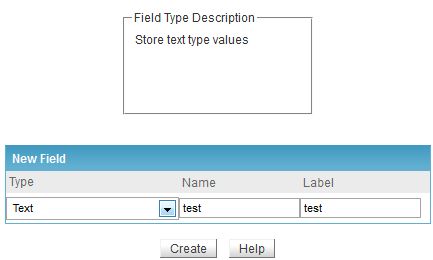 Field Type Description
Store text type values
New Field
Type Name Label
Text test test
Create Help